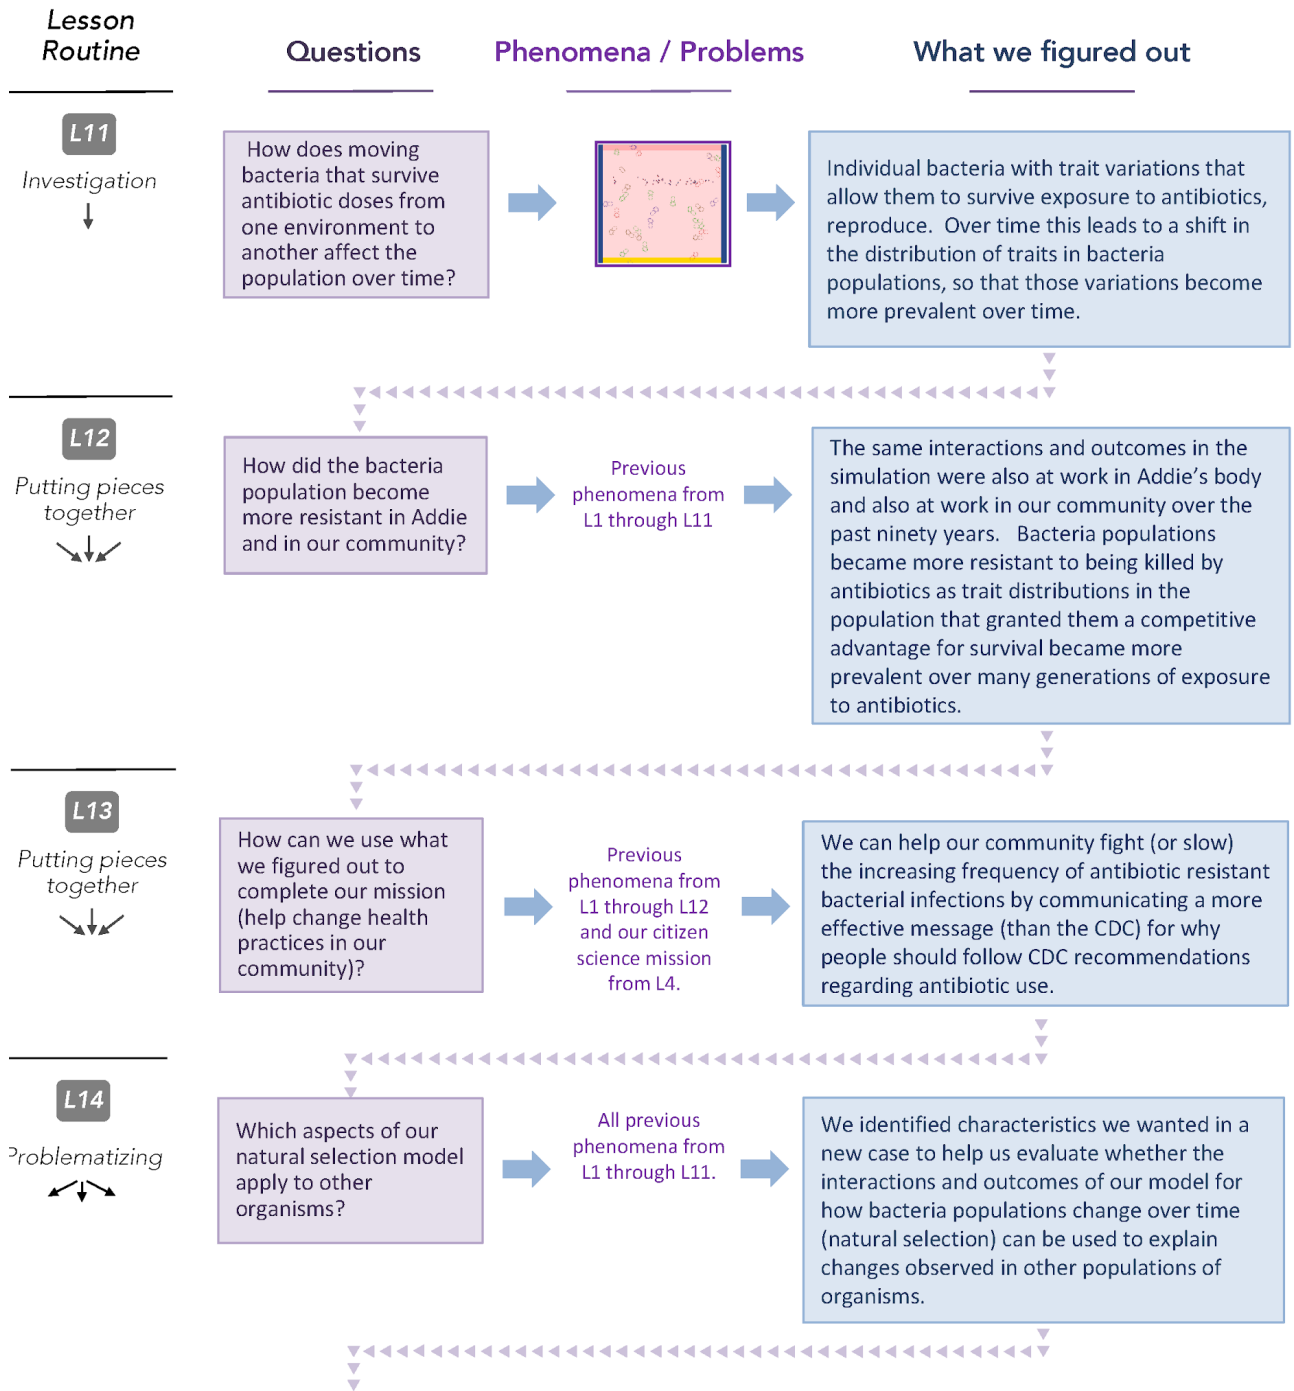 Lesson
Routine
Questions
Phenomena / Problems
What we figured out
L11
Investigation
How does moving
bacteria that survive
antibiotic doses from
one environment to
another affect the
population over time?
Individual bacteria with trait variations that
allow them to survive exposure to antibiotics,
reproduce.  Over time this leads to a shift in
the distribution of traits in bacteria
populations, so that those variations become
more prevalent over time.
L12
Putting pieces
together
How did the bacteria
population become
more resistant in Addie
and in our community?
Previous
phenomena from
L1 through L11
The same interactions and outcomes in the
simulation were also at work in Addie’s body
and also at work in our community over the
past ninety years.   Bacteria populations
became more resistant to being killed by
antibiotics as trait distributions in the
population that granted them a competitive
advantage for survival became more
prevalent over many generations of exposure
to antibiotics.
L13
Putting pieces
together
How can we use what
we figured out to
complete our mission
(help change health
practices in our
community)?
Previous
phenomena from
L1 through L12
and our citizen
science mission
from L4.
We can help our community fight (or slow)
the increasing frequency of antibiotic resistant
bacterial infections by communicating a more
effective message (than the CDC) for why
people should follow CDC recommendations
regarding antibiotic use.
L14
Problematizing
Which aspects of our
natural selection model
apply to other
organisms?
All previous
phenomena from
L1 through L11.
We identified characteristics we wanted in a
new case to help us evaluate whether the
interactions and outcomes of our model for
how bacteria populations change over time
(natural selection) can be used to explain
changes observed in other populations of
organisms.